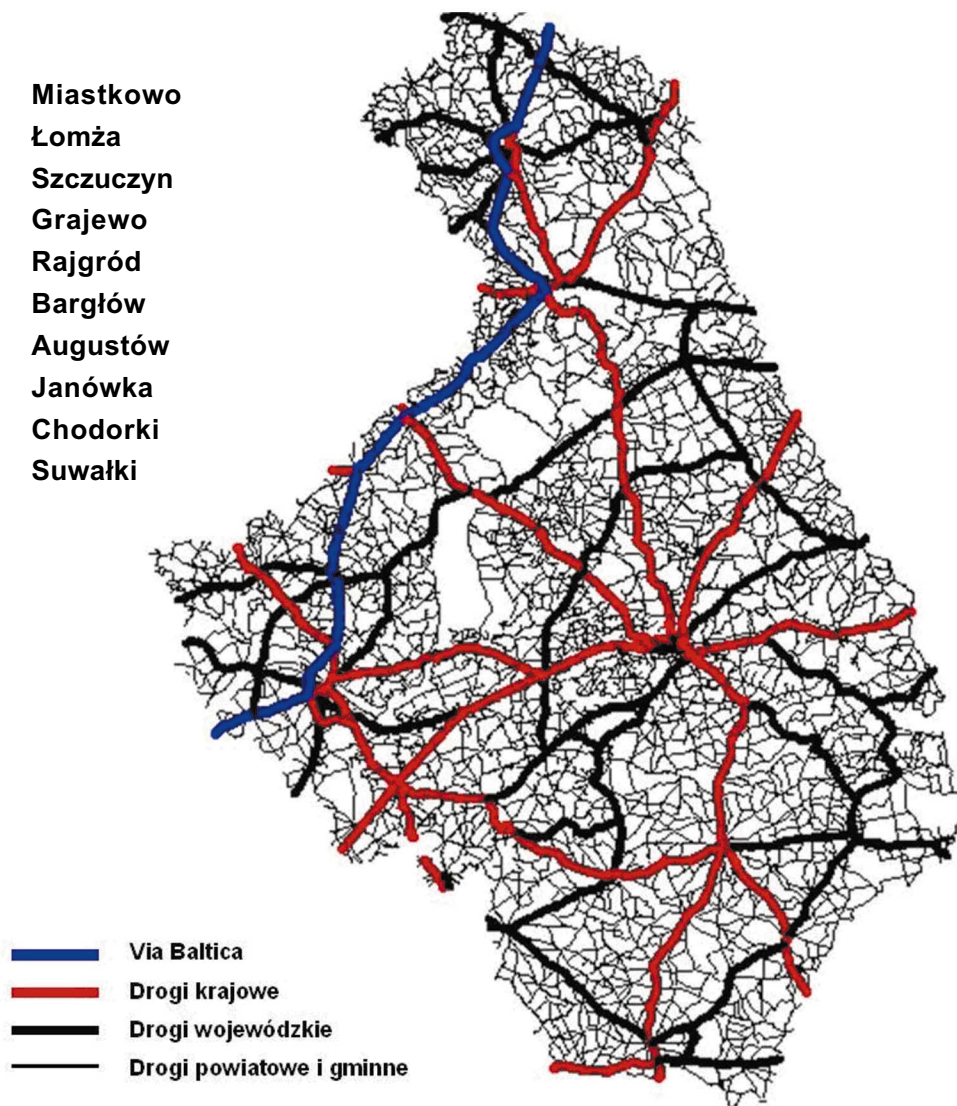 Miastkowo
Łomża
Szczuczyn
Grajewo
Rajgród
Bargłów
Augustów
Janówka
Chodorki
Suwałki
Via Baltica
Drogi krajowe
Drogi wojewódzkie
Drogi powiatowe i gminne